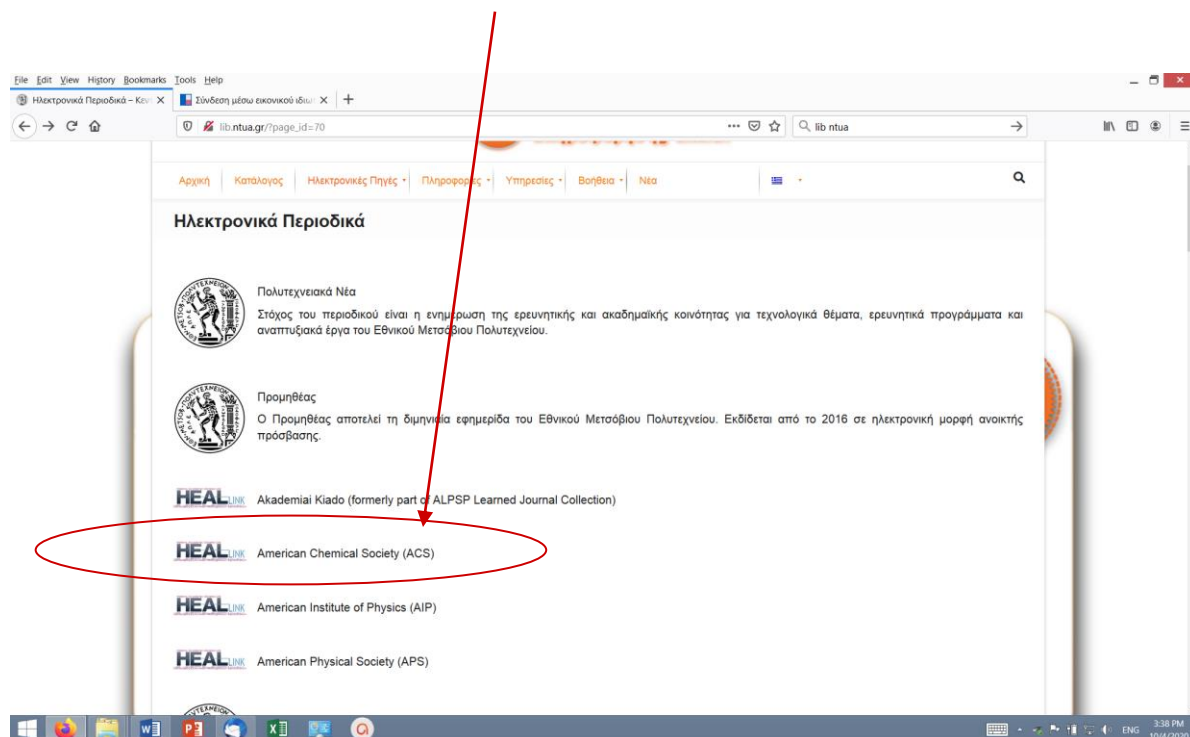 File Edit View History Bookmarks Tools Help
Ηλεκτρονικά Περιοδικά – Κεν
Σύνδεση μέσω εικονικού ιδιω
lib.ntua.gr/?page_id=70
lib ntua
Αρχική Κατάλογος Ηλεκτρονικές Πηγές Πληροφορίες Υπηρεσίες Βοήθεια Νέα
Ηλεκτρονικά Περιοδικά
Πολυτεχνειακά Νέα
Στόχος του περιοδικού είναι η ενημέρωση της ερευνητικής και ακαδημαϊκής κοινότητας για τεχνολογικά θέματα, ερευνητικά προγράμματα και
αναπτυξιακά έργα του Εθνικού Μετσόβιου Πολυτεχνείου.
Προμηθέας
Ο Προμηθέας αποτελεί τη διμηνιαία εφημερίδα του Εθνικού Μετσόβιου Πολυτεχνείου. Εκδίδεται από το 2016 σε ηλεκτρονική μορφή ανοικτής
πρόσβασης.
HEAL LINK Akademiai Kiado (formerly part of ALPSP Learned Journal Collection)
HEAL LINK American Chemical Society (ACS)
HEAL LINK American Institute of Physics (AIP)
HEAL LINK American Physical Society (APS)
ENG
3:38 PM
10/4/2020